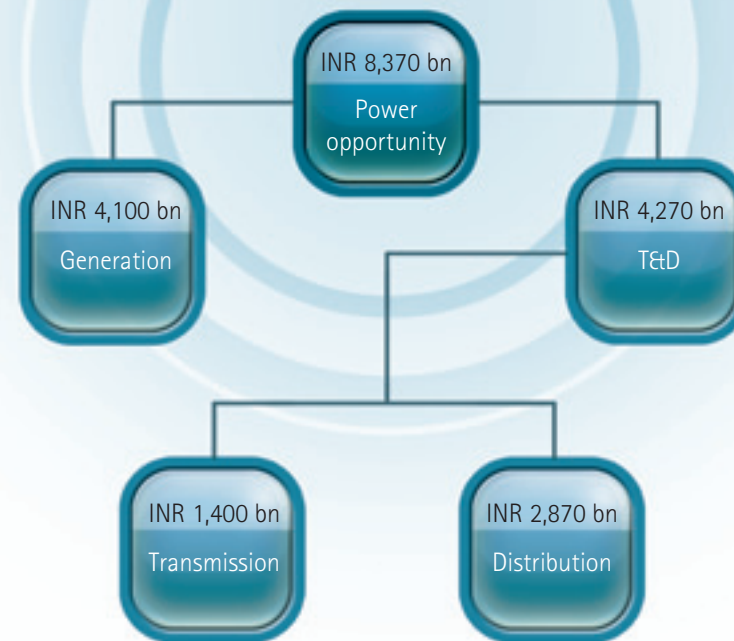 INR 8,370 bn
Power
opportunity
INR 4,100 bn
Generation
INR 4,270 bn
T&D
INR 1,400 bn
Transmission
INR 2,870 bn
Distribution